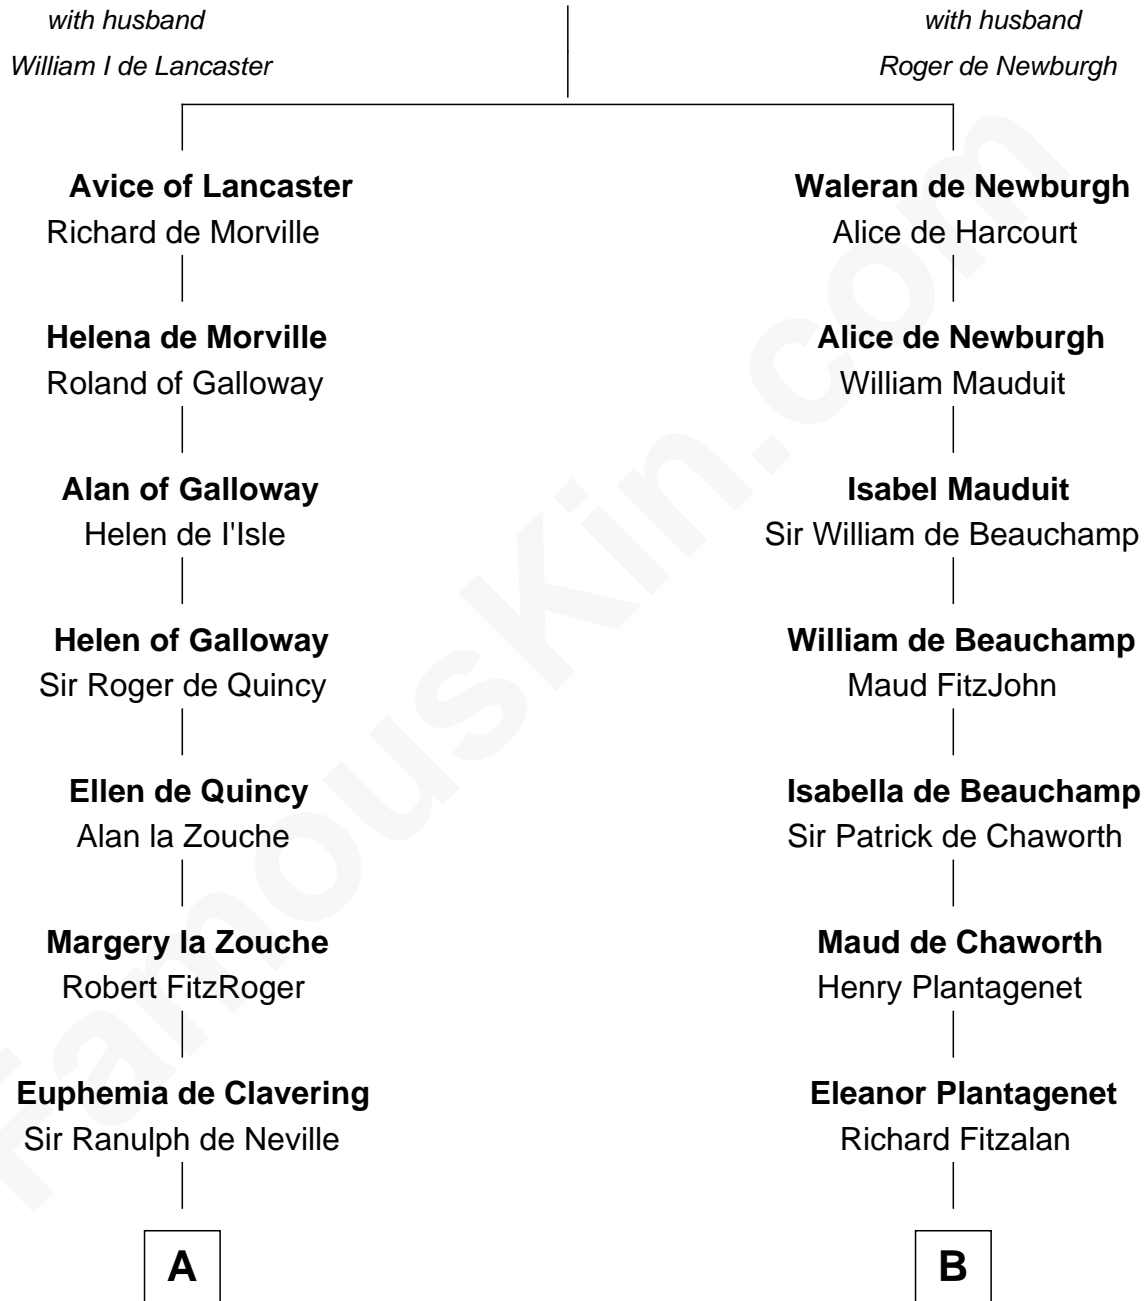 with husband
William I de Lancaster
with husband
Roger de Newburgh
Avice of Lancaster
Richard de Morville
Waleran de Newburgh
Alice de Harcourt
Helena de Morville
Roland of Galloway
Alice de Newburgh
William Mauduit
Alan of Galloway
Helen de l'Isle
Isabel Mauduit
Sir William de Beauchamp
Helen of Galloway
Sir Roger de Quincy
William de Beauchamp
Maud FitzJohn
Ellen de Quincy
Alan la Zouche
Isabella de Beauchamp
Sir Patrick de Chaworth
Margery la Zouche
Robert FitzRoger
Maud de Chaworth
Henry Plantagenet
Euphemia de Clavering
Sir Ranulph de Neville
Eleanor Plantagenet
Richard Fitzalan
A
B
FamousKin.com